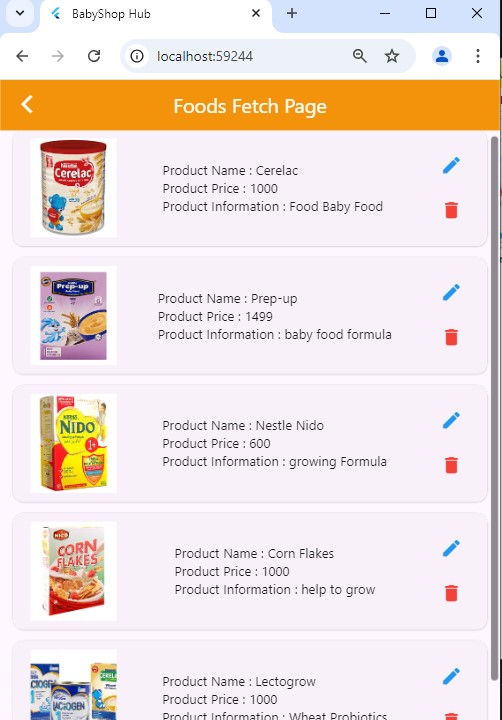 BabyShop Hub
localhost:59244
Foods Fetch Page
Nestle
Cerelac
Product Name : Cerelac
Product Price : 1000
Product Information : Food Baby Food
Prep-up
Product Name : Prep-up
Product Price : 1499
Product Information : baby food formula
NIDO
1+
Product Name : Nestle Nido
Product Price : 600
Product Information : growing Formula
CORN
FLAKES
Product Name : Corn Flakes
Product Price : 1000
Product Information : help to grow
LACTOGEN
Product Name : Lectogrow
Product Price : 1000
Product Information : Wheat Probiotics